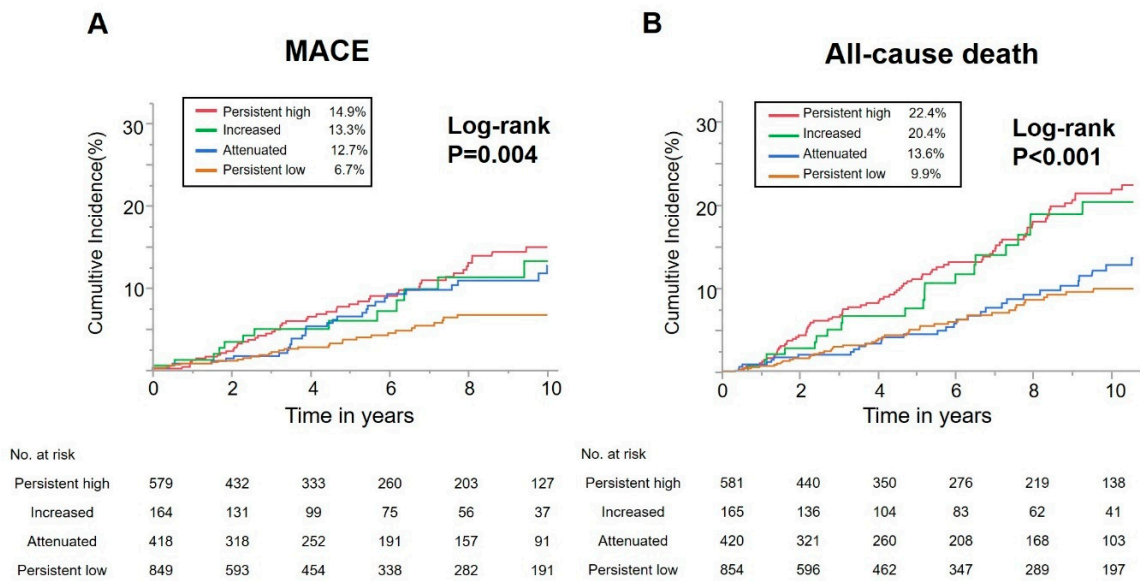 A
MACE
Persistent high 14.9%
Increased 13.3%
Attenuated 12.7%
Persistent low 6.7%
Log-rank
P=0.004
Cumultive Incidence(%)
30
20
10
0 2 4 6 8 10
Time in years
No. at risk
Persistent high 579 432 333 260 203 127
Increased 164 131 99 75 56 37
Attenuated 418 318 252 191 157 91
Persistent low 849 593 454 338 282 191
B
All-cause death
Persistent high 22.4%
Increased 20.4%
Attenuated 13.6%
Persistent low 9.9%
Log-rank
P<0.001
Cumultive Incidence(%)
30
20
10
0 2 4 6 8 10
Time in years
No. at risk
Persistent high 581 440 350 276 219 138
Increased 165 136 104 83 62 41
Attenuated 420 321 260 208 168 103
Persistent low 854 596 462 347 289 197